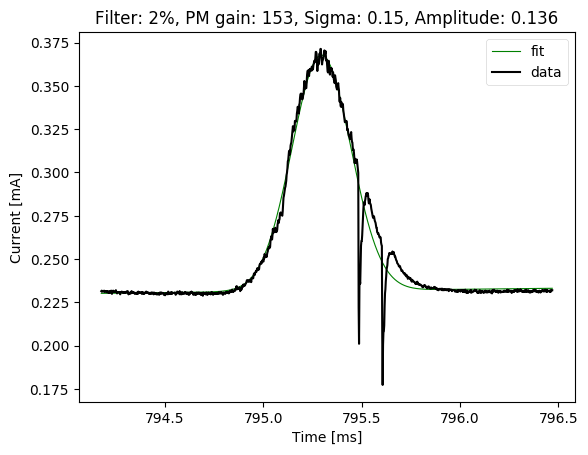 Filter: 2%, PM gain: 153, Sigma: 0.15, Amplitude: 0.136
fit
data
0.375
0.350
0.325
0.300
0.275
0.250
0.225
0.200
0.175
Current [mA]
794.5
795.0
795.5
796.0
796.5
Time [ms]